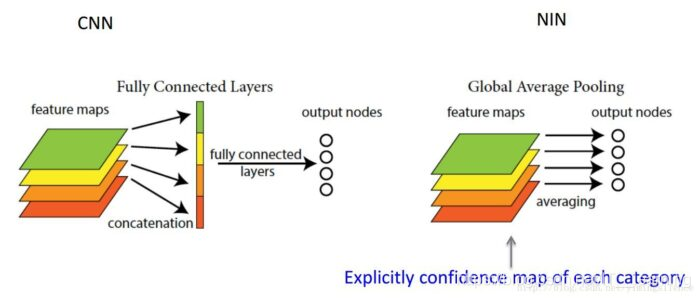 CNN
NIN
Fully Connected Layers
Global Average Pooling
feature maps
output nodes
feature maps
output nodes
fully connected
layers
concatenation
averaging
Explicitly confidence map of each category